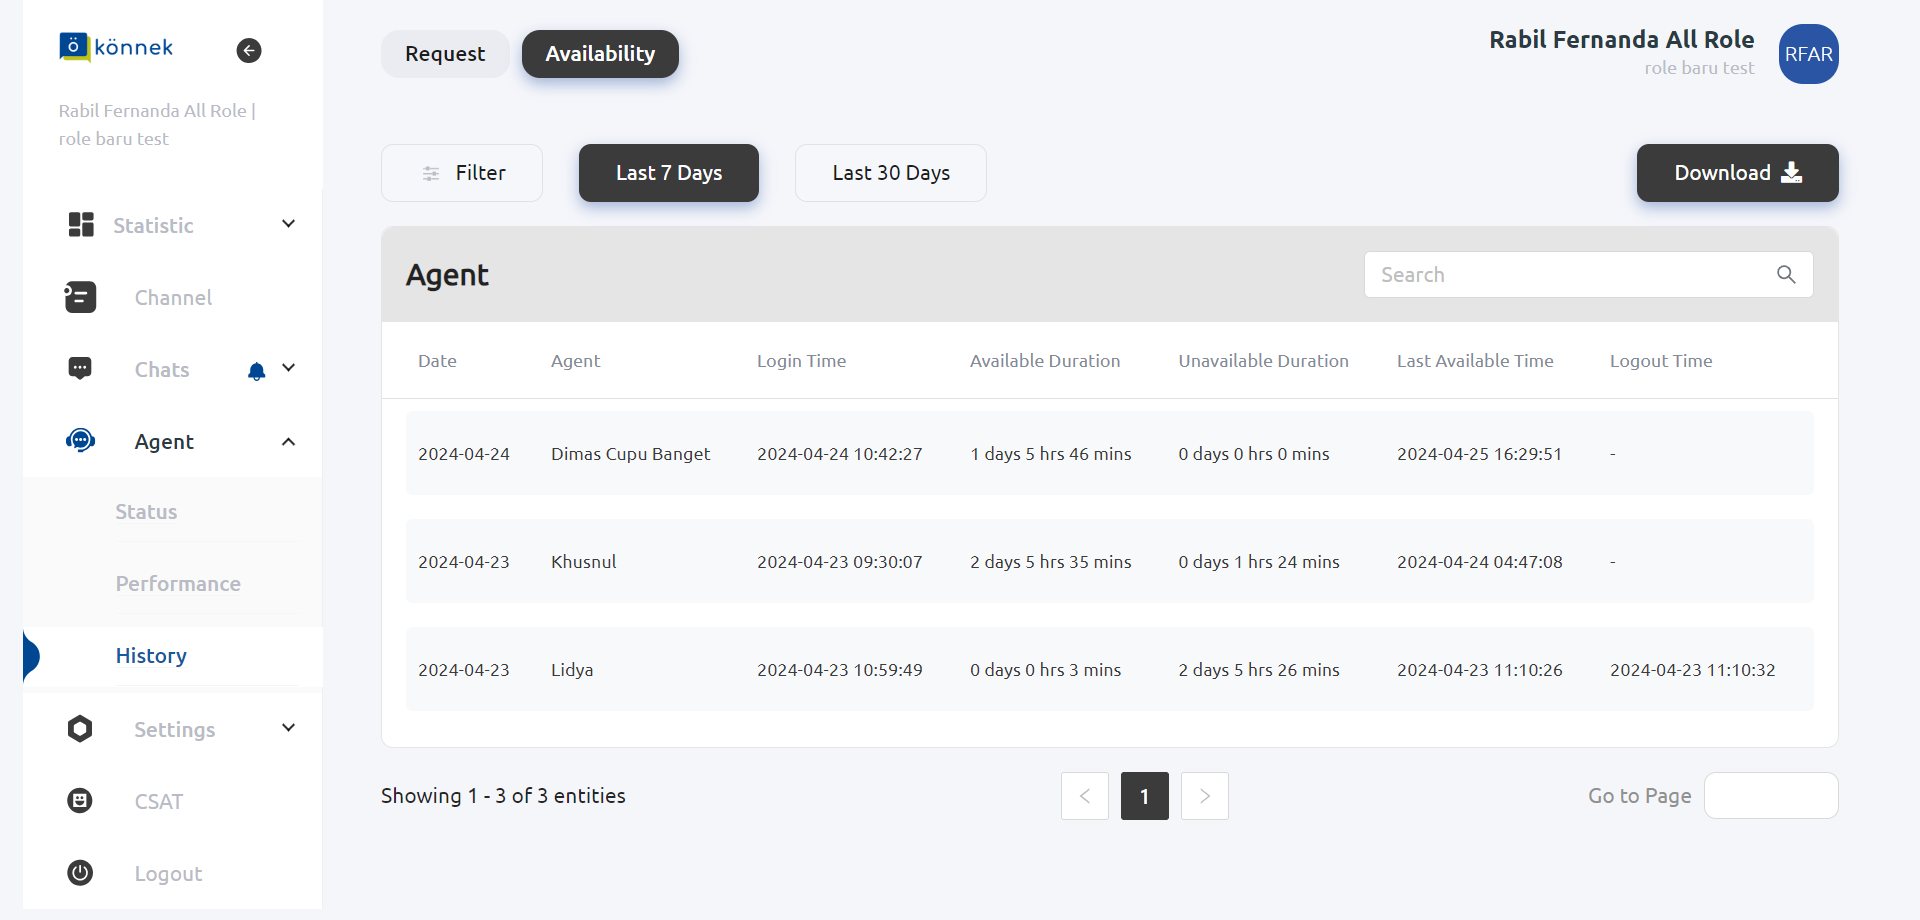 könnek
Rabil Fernanda All Role |
role baru test
Statistic
Channel
Chats
Agent
Status
Performance
History
Settings
CSAT
Logout
Request
Availability
Rabil Fernanda All Role
role baru test
RFAR
Filter
Last 7 Days
Last 30 Days
Download
Agent
Search
Date Agent Login Time Available Duration Unavailable Duration Last Available Time Logout Time
2024-04-24 Dimas Cupu Banget 2024-04-24 10:42:27 1 days 5 hrs 46 mins 0 days 0 hrs 0 mins 2024-04-25 16:29:51 -
2024-04-23 Khusnul 2024-04-23 09:30:07 2 days 5 hrs 35 mins 0 days 1 hrs 24 mins 2024-04-24 04:47:08 -
2024-04-23 Lidya 2024-04-23 10:59:49 0 days 0 hrs 3 mins 2 days 5 hrs 26 mins 2024-04-23 11:10:26 2024-04-23 11:10:32
Showing 1 - 3 of 3 entities
< 1 >
Go to Page